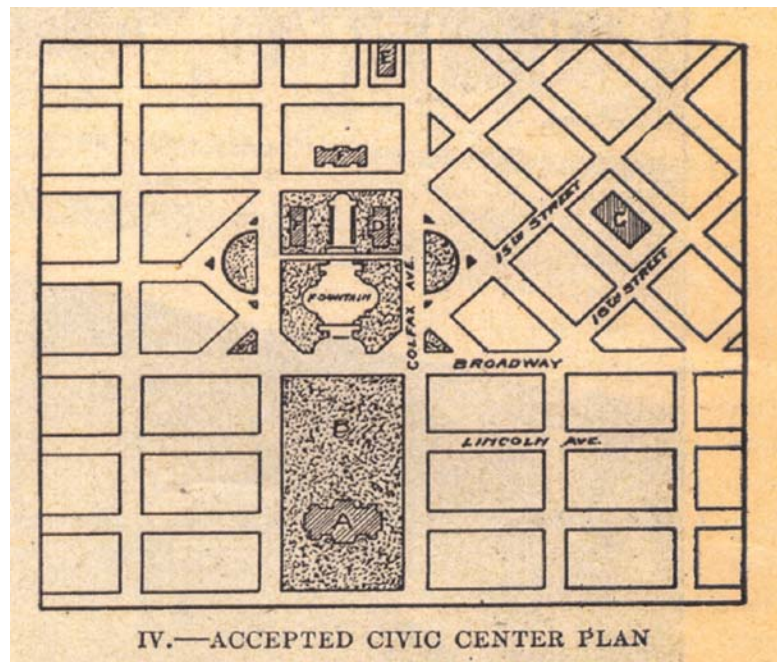 E
D
C
15TH STREET
16TH STREET
FOUNTAIN
COLFAX AVE.
BROADWAY
B
LINCOLN AVE.
A
IV.—ACCEPTED CIVIC CENTER PLAN